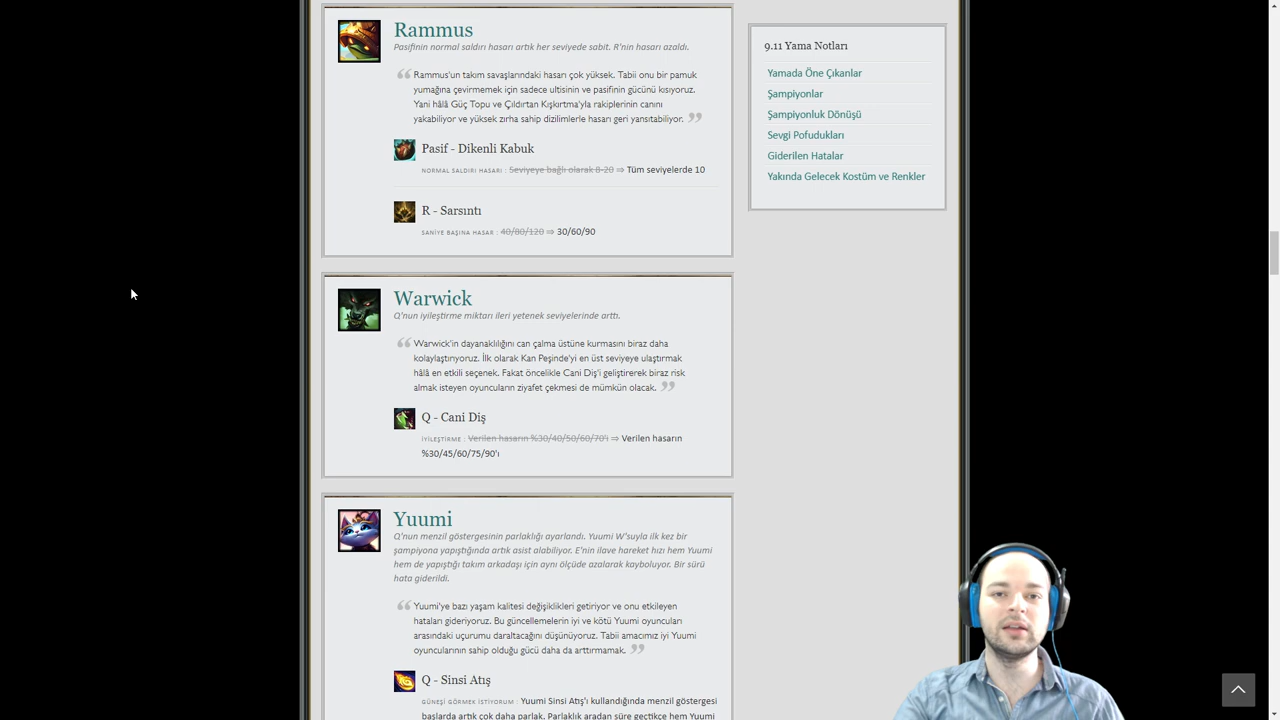 Rammus
Pasifinin normal saldırı hasarı artık her seviyede sabit. R'nin hasarı azaldı.
Rammus'un takım savaşlarındaki hasarı çok yüksek. Tabii onu bir pamuk
yumağına çevirmemek için sadece ultisinin ve pasifinin gücünü kısıyoruz.
Yani hâlâ Güç Topu ve Çıldırtan Kışkırtma'yla rakiplerinin canını
yakabiliyor ve yüksek zırha sahip dizilimlerle hasarı geri yansıtabiliyor.
Pasif - Dikenli Kabuk
NORMAL SALDIRI HASARI : Seviyeye bağlı olarak 8-20 ⇒ Tüm seviyelerde 10
R - Sarsıntı
SANİYE BAŞINA HASAR : 40/80/120 ⇒ 30/60/90
Warwick
Q'nun iyileştirme miktarı ileri yetenek seviyelerinde arttı.
Warwick'in dayanaklılığını can çalma üstüne kurmasını biraz daha
kolaylaştırıyoruz. İlk olarak Kan Peşinde'yi en üst seviyeye ulaştırmak
hâlâ en etkili seçenek. Fakat öncelikle Cani Diş'i geliştirerek biraz risk
almak isteyen oyuncuların ziyafet çekmesi de mümkün olacak.
Q - Cani Diş
İYİLEŞTİRME : Verilen hasarın %30/40/50/60/70'i ⇒ Verilen hasarın
%30/45/60/75/90'ı
Yuumi
Q'nun menzil göstergesinin parlaklığı ayarlandı. Yuumi W'suyla ilk kez bir
şampiyona yapıştığında artık asist alabiliyor. E'nin ilave hareket hızı hem Yuumi
hem de yapıştığı takım arkadaşı için aynı ölçüde azalarak kayboluyor. Bir sürü
hata giderildi.
Yuumi'ye bazı yaşam kalitesi değişiklikleri getiriyor ve onu etkileyen
hataları gideriyoruz. Bu güncellemelerin iyi ve kötü Yuumi oyuncuları
arasındaki uçurumu daraltacağını düşünüyoruz. Tabii amacımız iyi Yuumi
oyuncularının sahip olduğu gücü daha da arttırmamak.
Q - Sinsi Atış
GÜNEŞİ GÖRMEK İSTİYORUM : Yuumi Sinsi Atış'ı kullandığında menzil göstergesi
başlarda artık çok daha parlak. Parlaklık aradan süre geçtikçe hem Yuumi
9.11 Yama Notları
Yamada Öne Çıkanlar
Şampiyonlar
Şampiyonluk Dönüşü
Sevgi Pofudukları
Giderilen Hatalar
Yakında Gelecek Kostüm ve Renkler